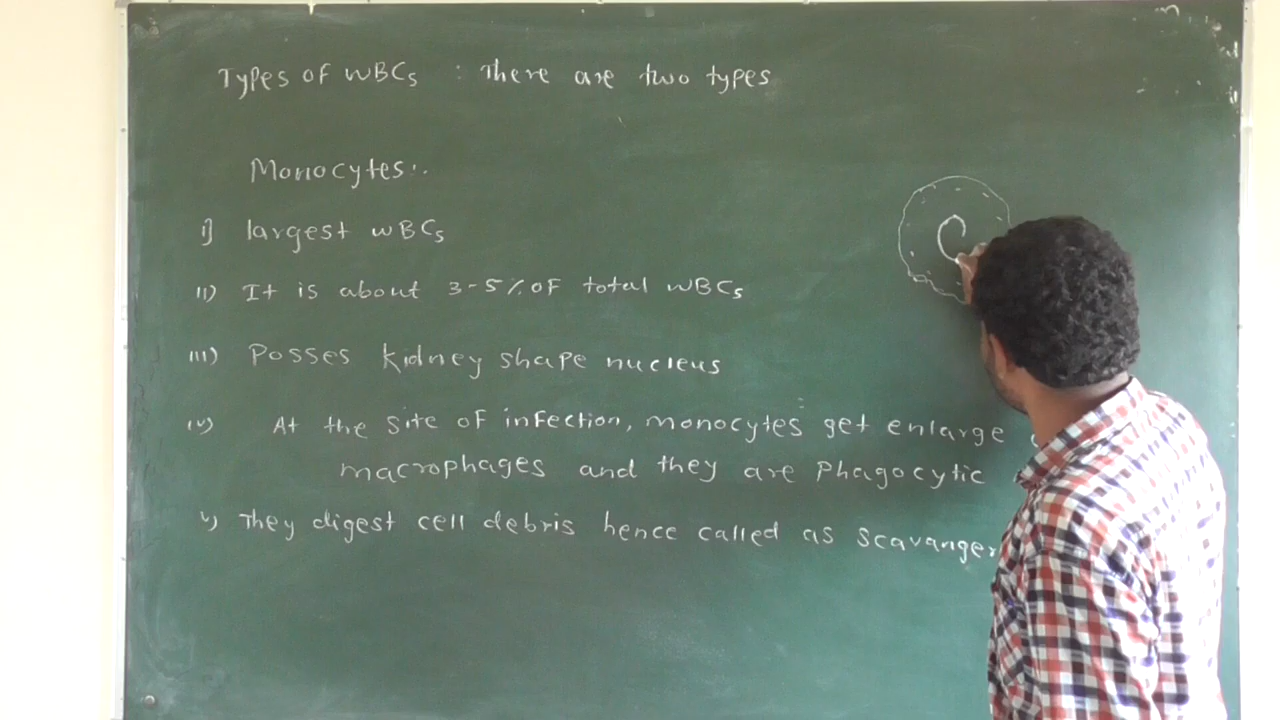 Types of WBCs : There are two types
Monocytes:.
i) largest WBCs
ii) It is about 3-5% of total WBCs
iii) Posses kidney shape nucleus
iv) At the site of infection, monocytes get enlarge
macrophages and they are phagocytic
v) They digest cell debris hence called as scavanger